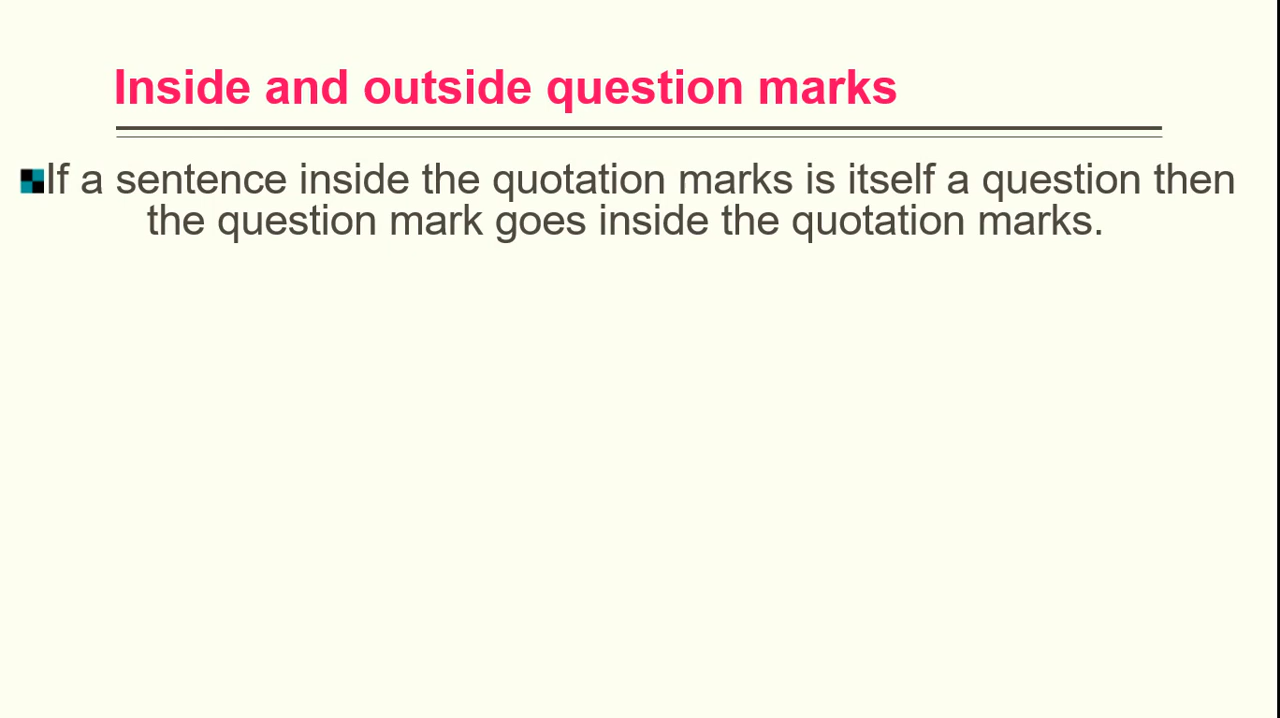 Inside and outside question marks
If a sentence inside the quotation marks is itself a question then
the question mark goes inside the quotation marks.